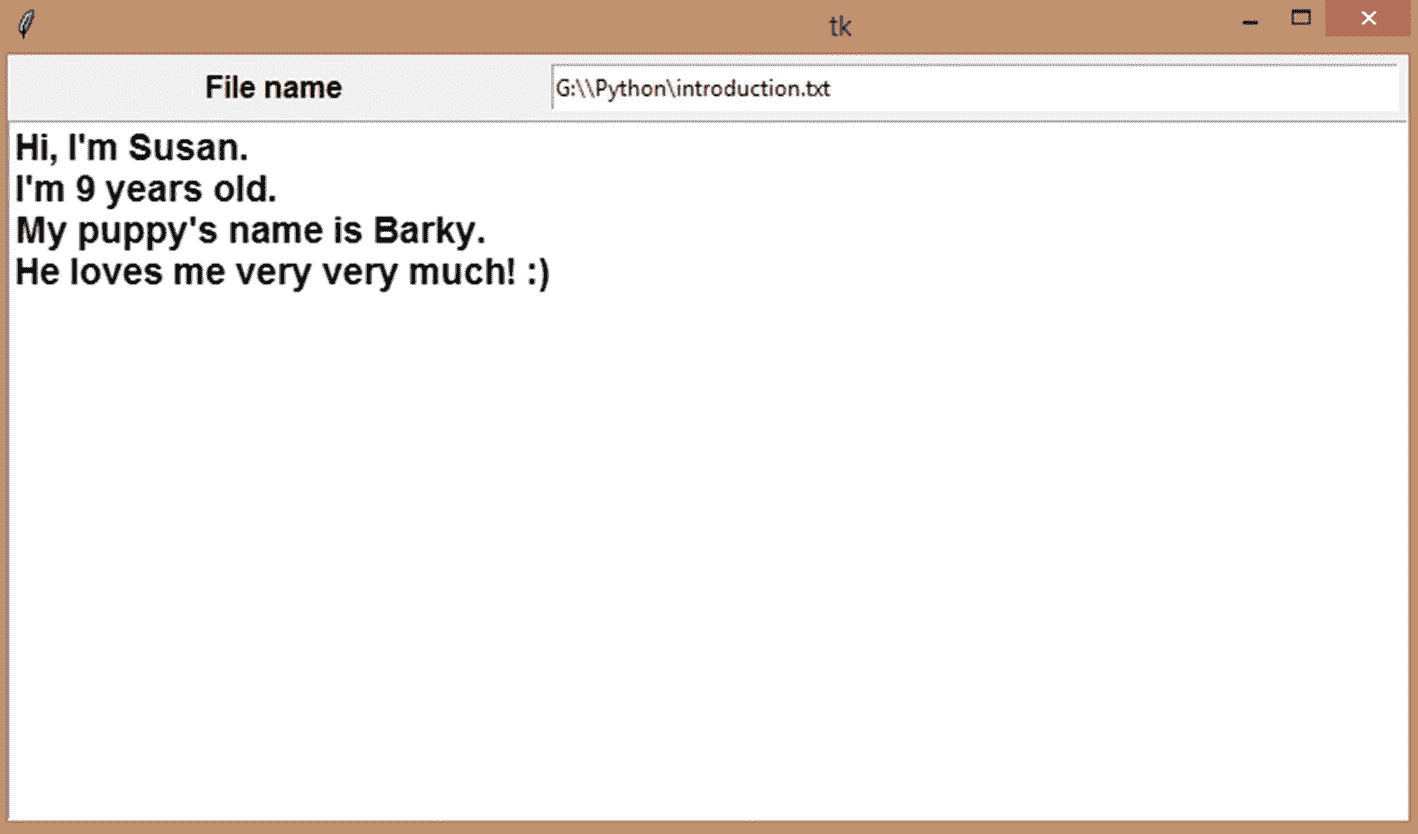 tk
File name G:\\Python\introduction.txt
Hi, I'm Susan.
I'm 9 years old.
My puppy's name is Barky.
He loves me very very much! :)